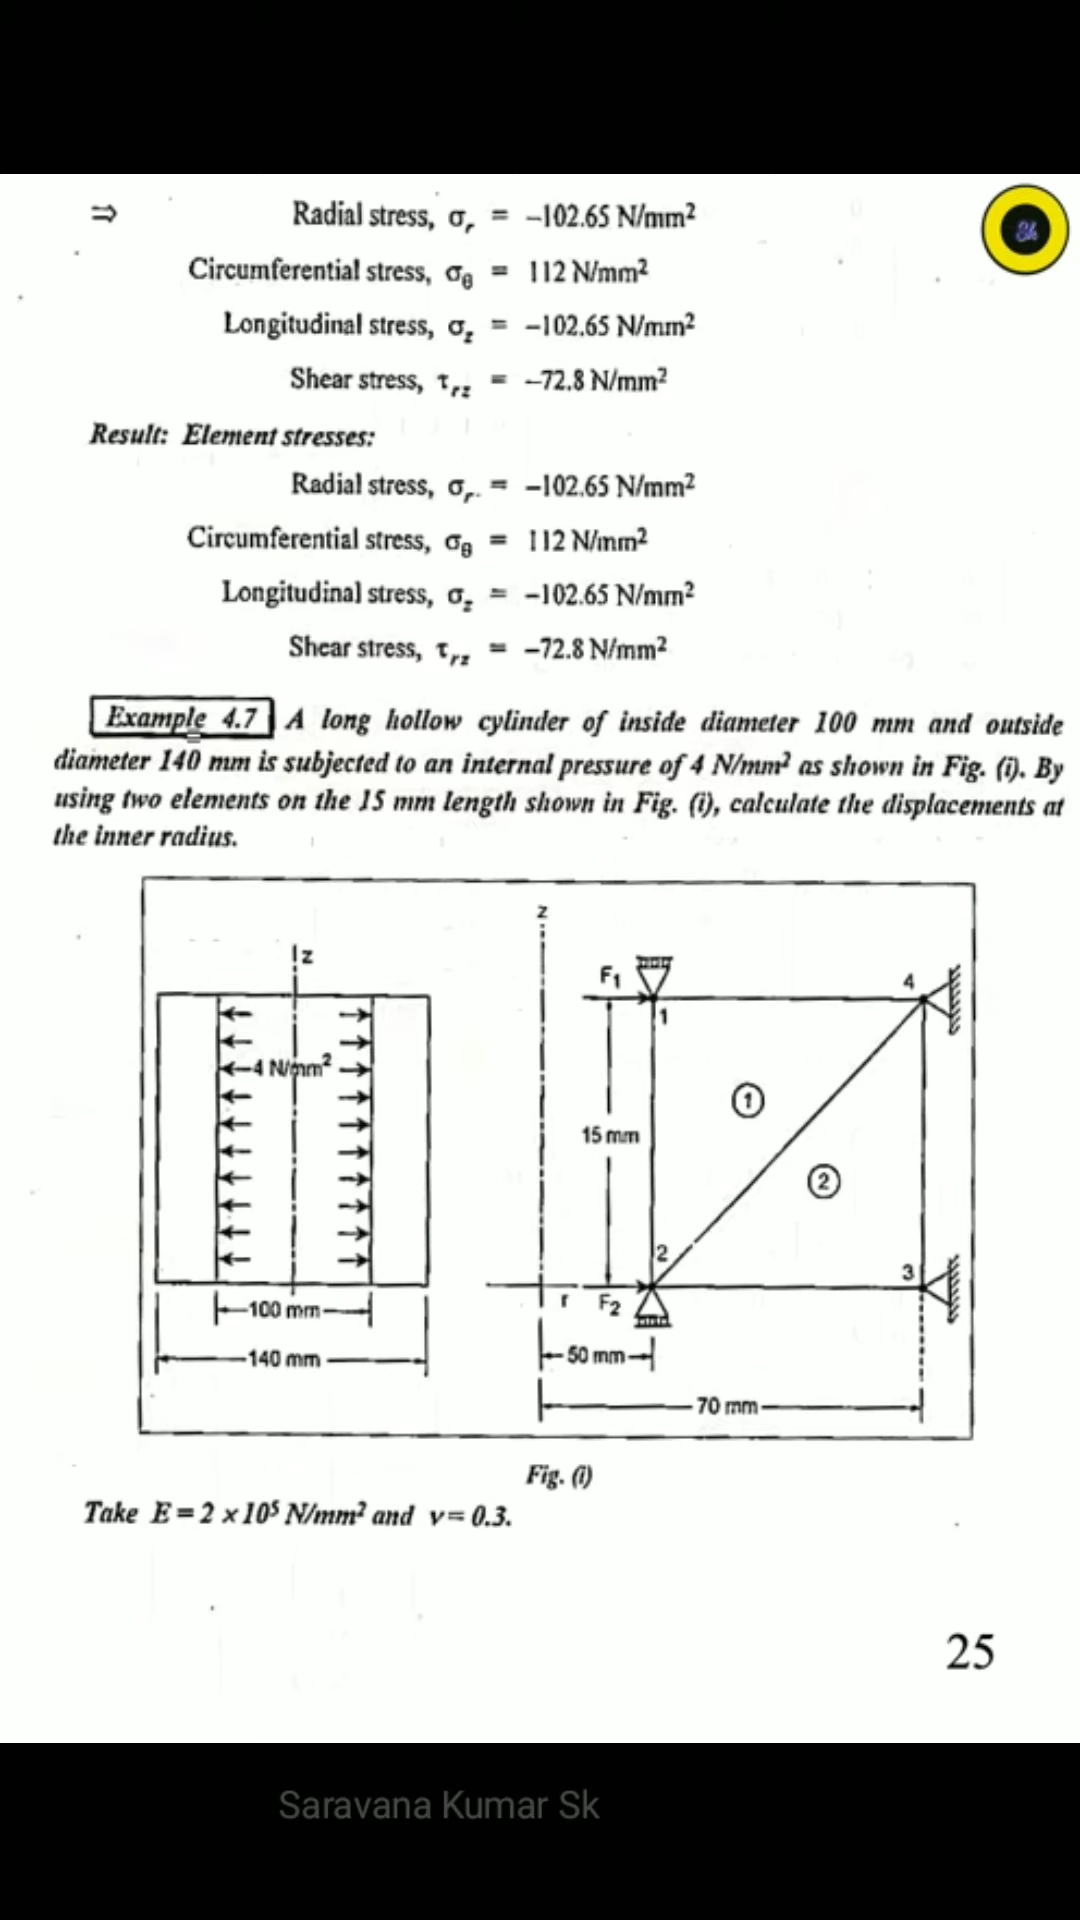 ⇒ Radial stress, σr = –102.65 N/mm²
Circumferential stress, σθ = 112 N/mm²
Longitudinal stress, σz = –102.65 N/mm²
Shear stress, τrz = –72.8 N/mm²
Result: Element stresses:
Radial stress, σr = –102.65 N/mm²
Circumferential stress, σθ = 112 N/mm²
Longitudinal stress, σz = –102.65 N/mm²
Shear stress, τrz = –72.8 N/mm²
Example 4.7 A long hollow cylinder of inside diameter 100 mm and outside
diameter 140 mm is subjected to an internal pressure of 4 N/mm² as shown in Fig. (i). By
using two elements on the 15 mm length shown in Fig. (i), calculate the displacements at
the inner radius.
z
4 N/mm²
100 mm
140 mm
z
F1
1
4
1
15 mm
2
2
3
r
F2
50 mm
70 mm
Fig. (i)
Take E = 2 × 10⁵ N/mm² and ν = 0.3.
25
Saravana Kumar Sk